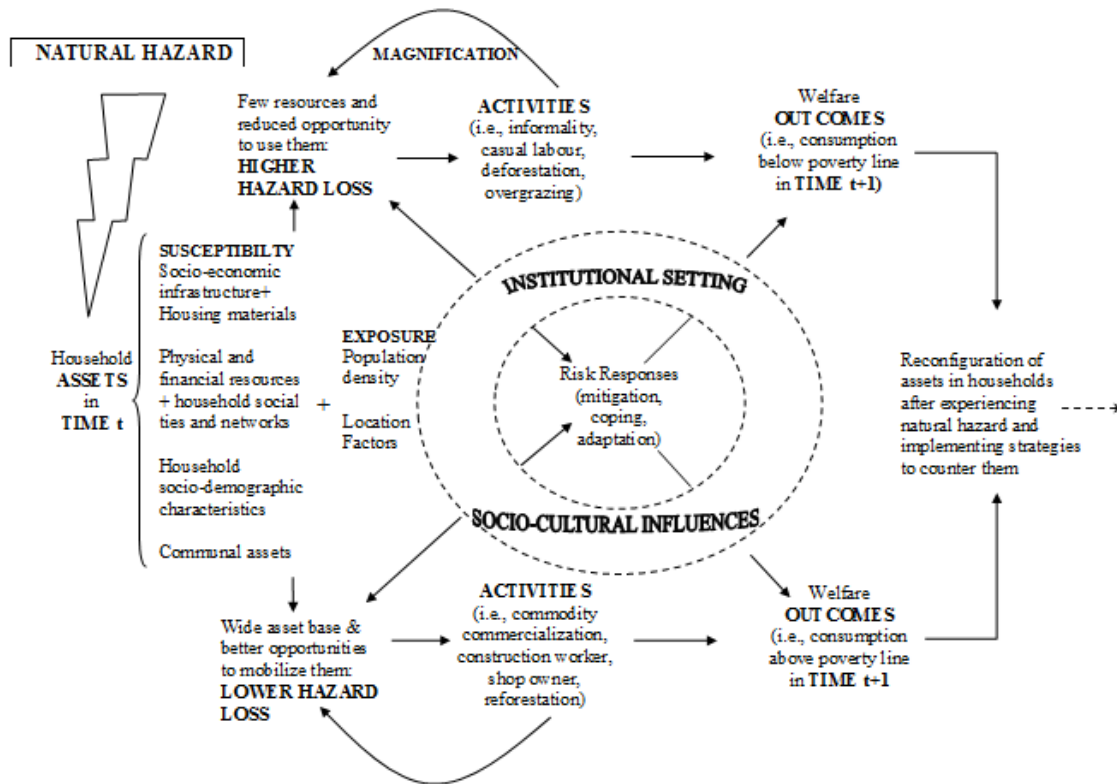 NATURAL HAZARD
MAGNIFICATION
Few resources and
reduced opportunity
to use them:
HIGHER
HAZARD LOSS
ACTIVITIES
(i.e., informality,
casual labour,
deforestation,
overgrazing)
Welfare
OUTCOMES
(i.e., consumption
below poverty line
in TIME t+1)
Household
ASSETS
in
TIME t
SUSCEPTIBILTY
Socio-economic
infrastructure+
Housing materials
Physical and
financial resources
+ household social
ties and networks
Household
socio-demographic
characteristics
Communal assets
+
EXPOSURE
Population
density
Location
Factors
INSTITUTIONAL SETTING
Risk Responses
(mitigation,
coping,
adaptation)
SOCIO-CULTURAL INFLUENCES
Reconfiguration of
assets in households
after experiencing
natural hazard and
implementing strategies
to counter them
Wide asset base &
better opportunities
to mobilize them:
LOWER HAZARD
LOSS
ACTIVITIES
(i.e., commodity
commercialization,
construction worker,
shop owner,
reforestation)
Welfare
OUTCOMES
(i.e., consumption
above poverty line
in TIME t+1